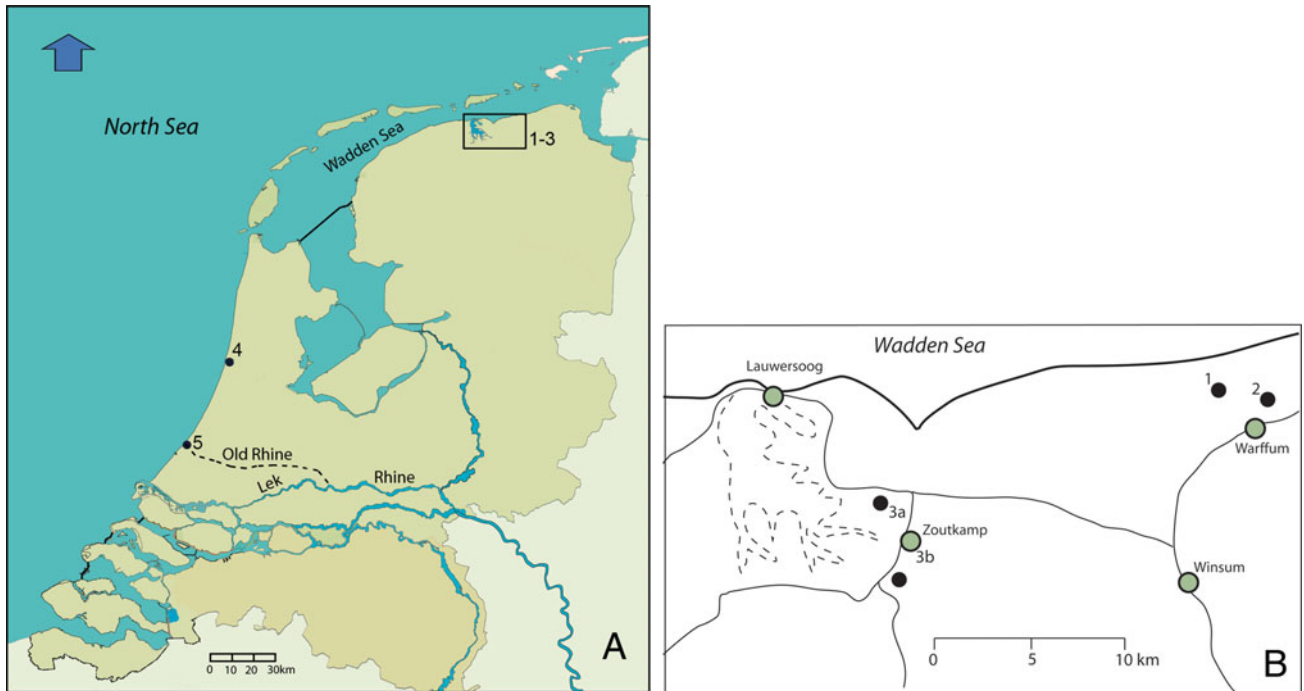 North Sea
Wadden Sea
1-3
4
5
Old Rhine
Lek
Rhine
0 10 20 30km
A
Wadden Sea
Lauwersoog
1
2
Warffum
3a
Zoutkamp
3b
Winsum
0 5 10 km
B